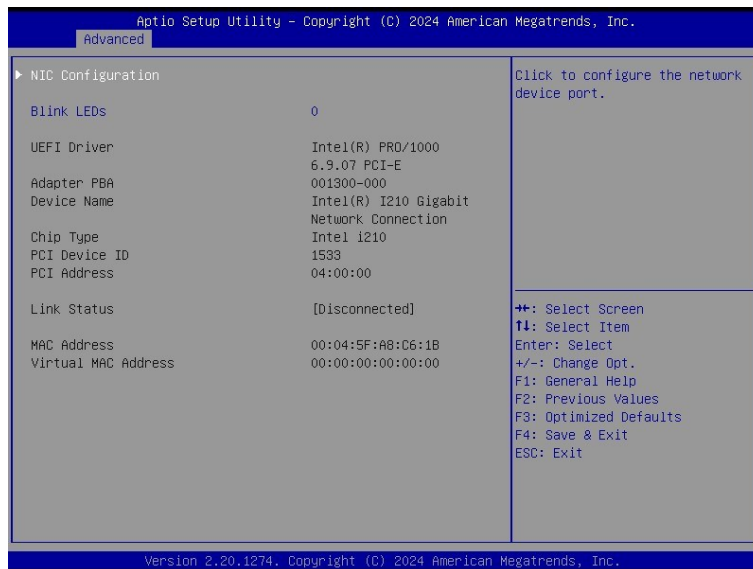 Aptio Setup Utility – Copyright (C) 2024 American Megatrends, Inc.
Advanced
▶ NIC Configuration
Blink LEDs 0
UEFI Driver Intel(R) PRO/1000
6.9.07 PCI-E
Adapter PBA 001300-000
Device Name Intel(R) I210 Gigabit
Network Connection
Chip Type Intel i210
PCI Device ID 1533
PCI Address 04:00:00
Link Status [Disconnected]
MAC Address 00:04:5F:A8:C6:1B
Virtual MAC Address 00:00:00:00:00:00
Click to configure the network
device port.
→←: Select Screen
↑↓: Select Item
Enter: Select
+/-: Change Opt.
F1: General Help
F2: Previous Values
F3: Optimized Defaults
F4: Save & Exit
ESC: Exit
Version 2.20.1274. Copyright (C) 2024 American Megatrends, Inc.